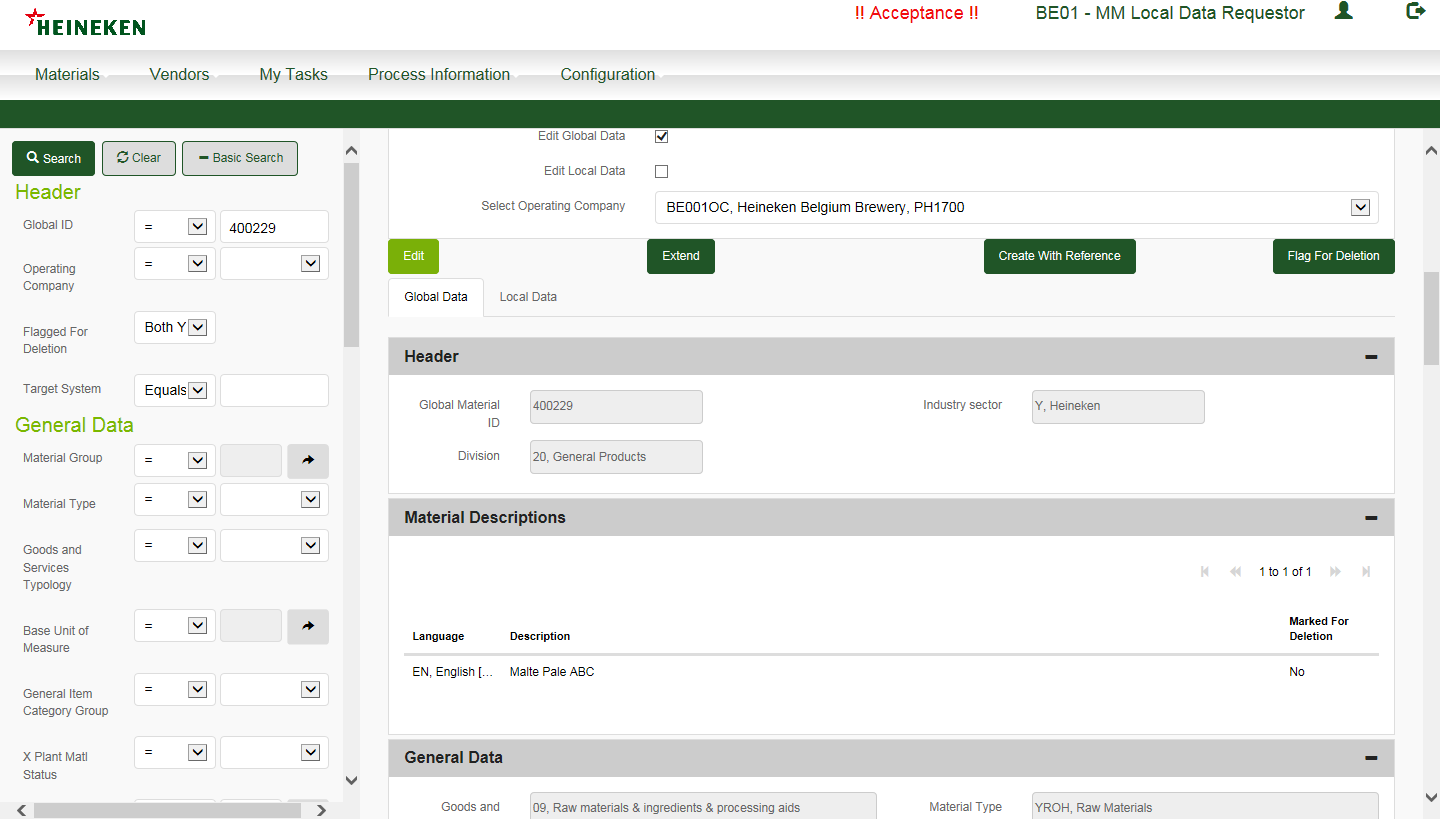 HEINEKEN
!! Acceptance !!
BE01 - MM Local Data Requestor
Materials
Vendors
My Tasks
Process Information
Configuration
Search
Clear
Basic Search
Header
Global ID
=
400229
Operating
Company
=
Flagged For
Deletion
Both Y
Target System
Equals
General Data
Material Group
=
Material Type
=
Goods and
Services
Typology
=
Base Unit of
Measure
=
General Item
Category Group
=
X Plant Matl
Status
=
Edit Global Data
Edit Local Data
Select Operating Company
BE001OC, Heineken Belgium Brewery, PH1700
Edit
Extend
Create With Reference
Flag For Deletion
Global Data
Local Data
Header
Global Material
ID
400229
Industry sector
Y, Heineken
Division
20, General Products
Material Descriptions
1 to 1 of 1
Language
Description
Marked For
Deletion
EN, English [...
Malte Pale ABC
No
General Data
Goods and
09, Raw materials & ingredients & processing aids
Material Type
YROH, Raw Materials